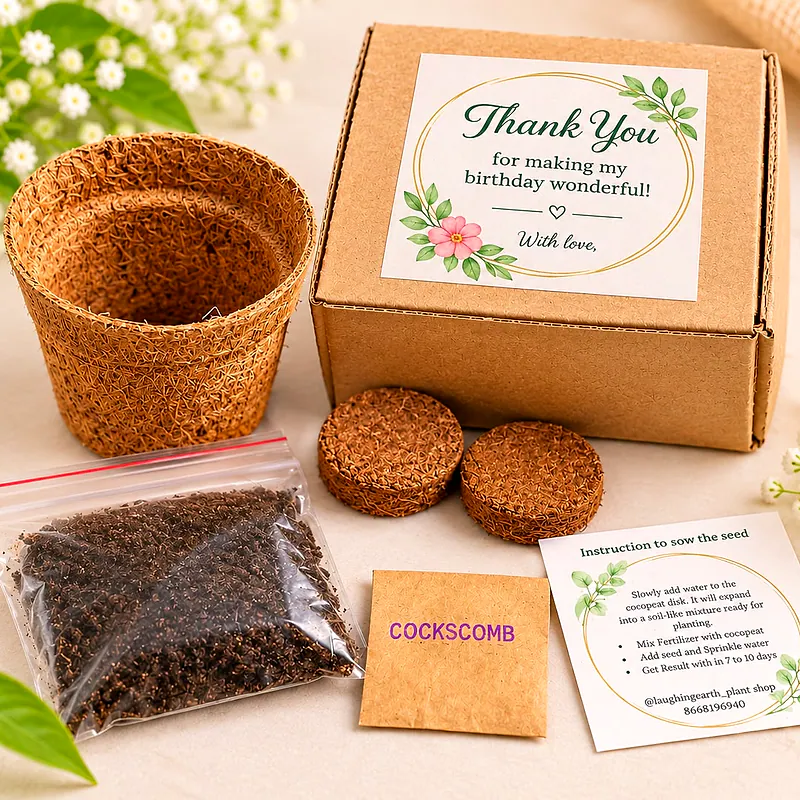 Thank You
for making my
birthday wonderful!
With love,
COCKSCOMB
Instruction to sow the seed
Slowly add water to the
cocopeat disk. It will expand
into a soil-like mixture ready for
planting.
• Mix Fertilizer with cocopeat
• Add seed and Sprinkle water
• Get Result with in 7 to 10 days
@laughingearth_plant shop
8668196940